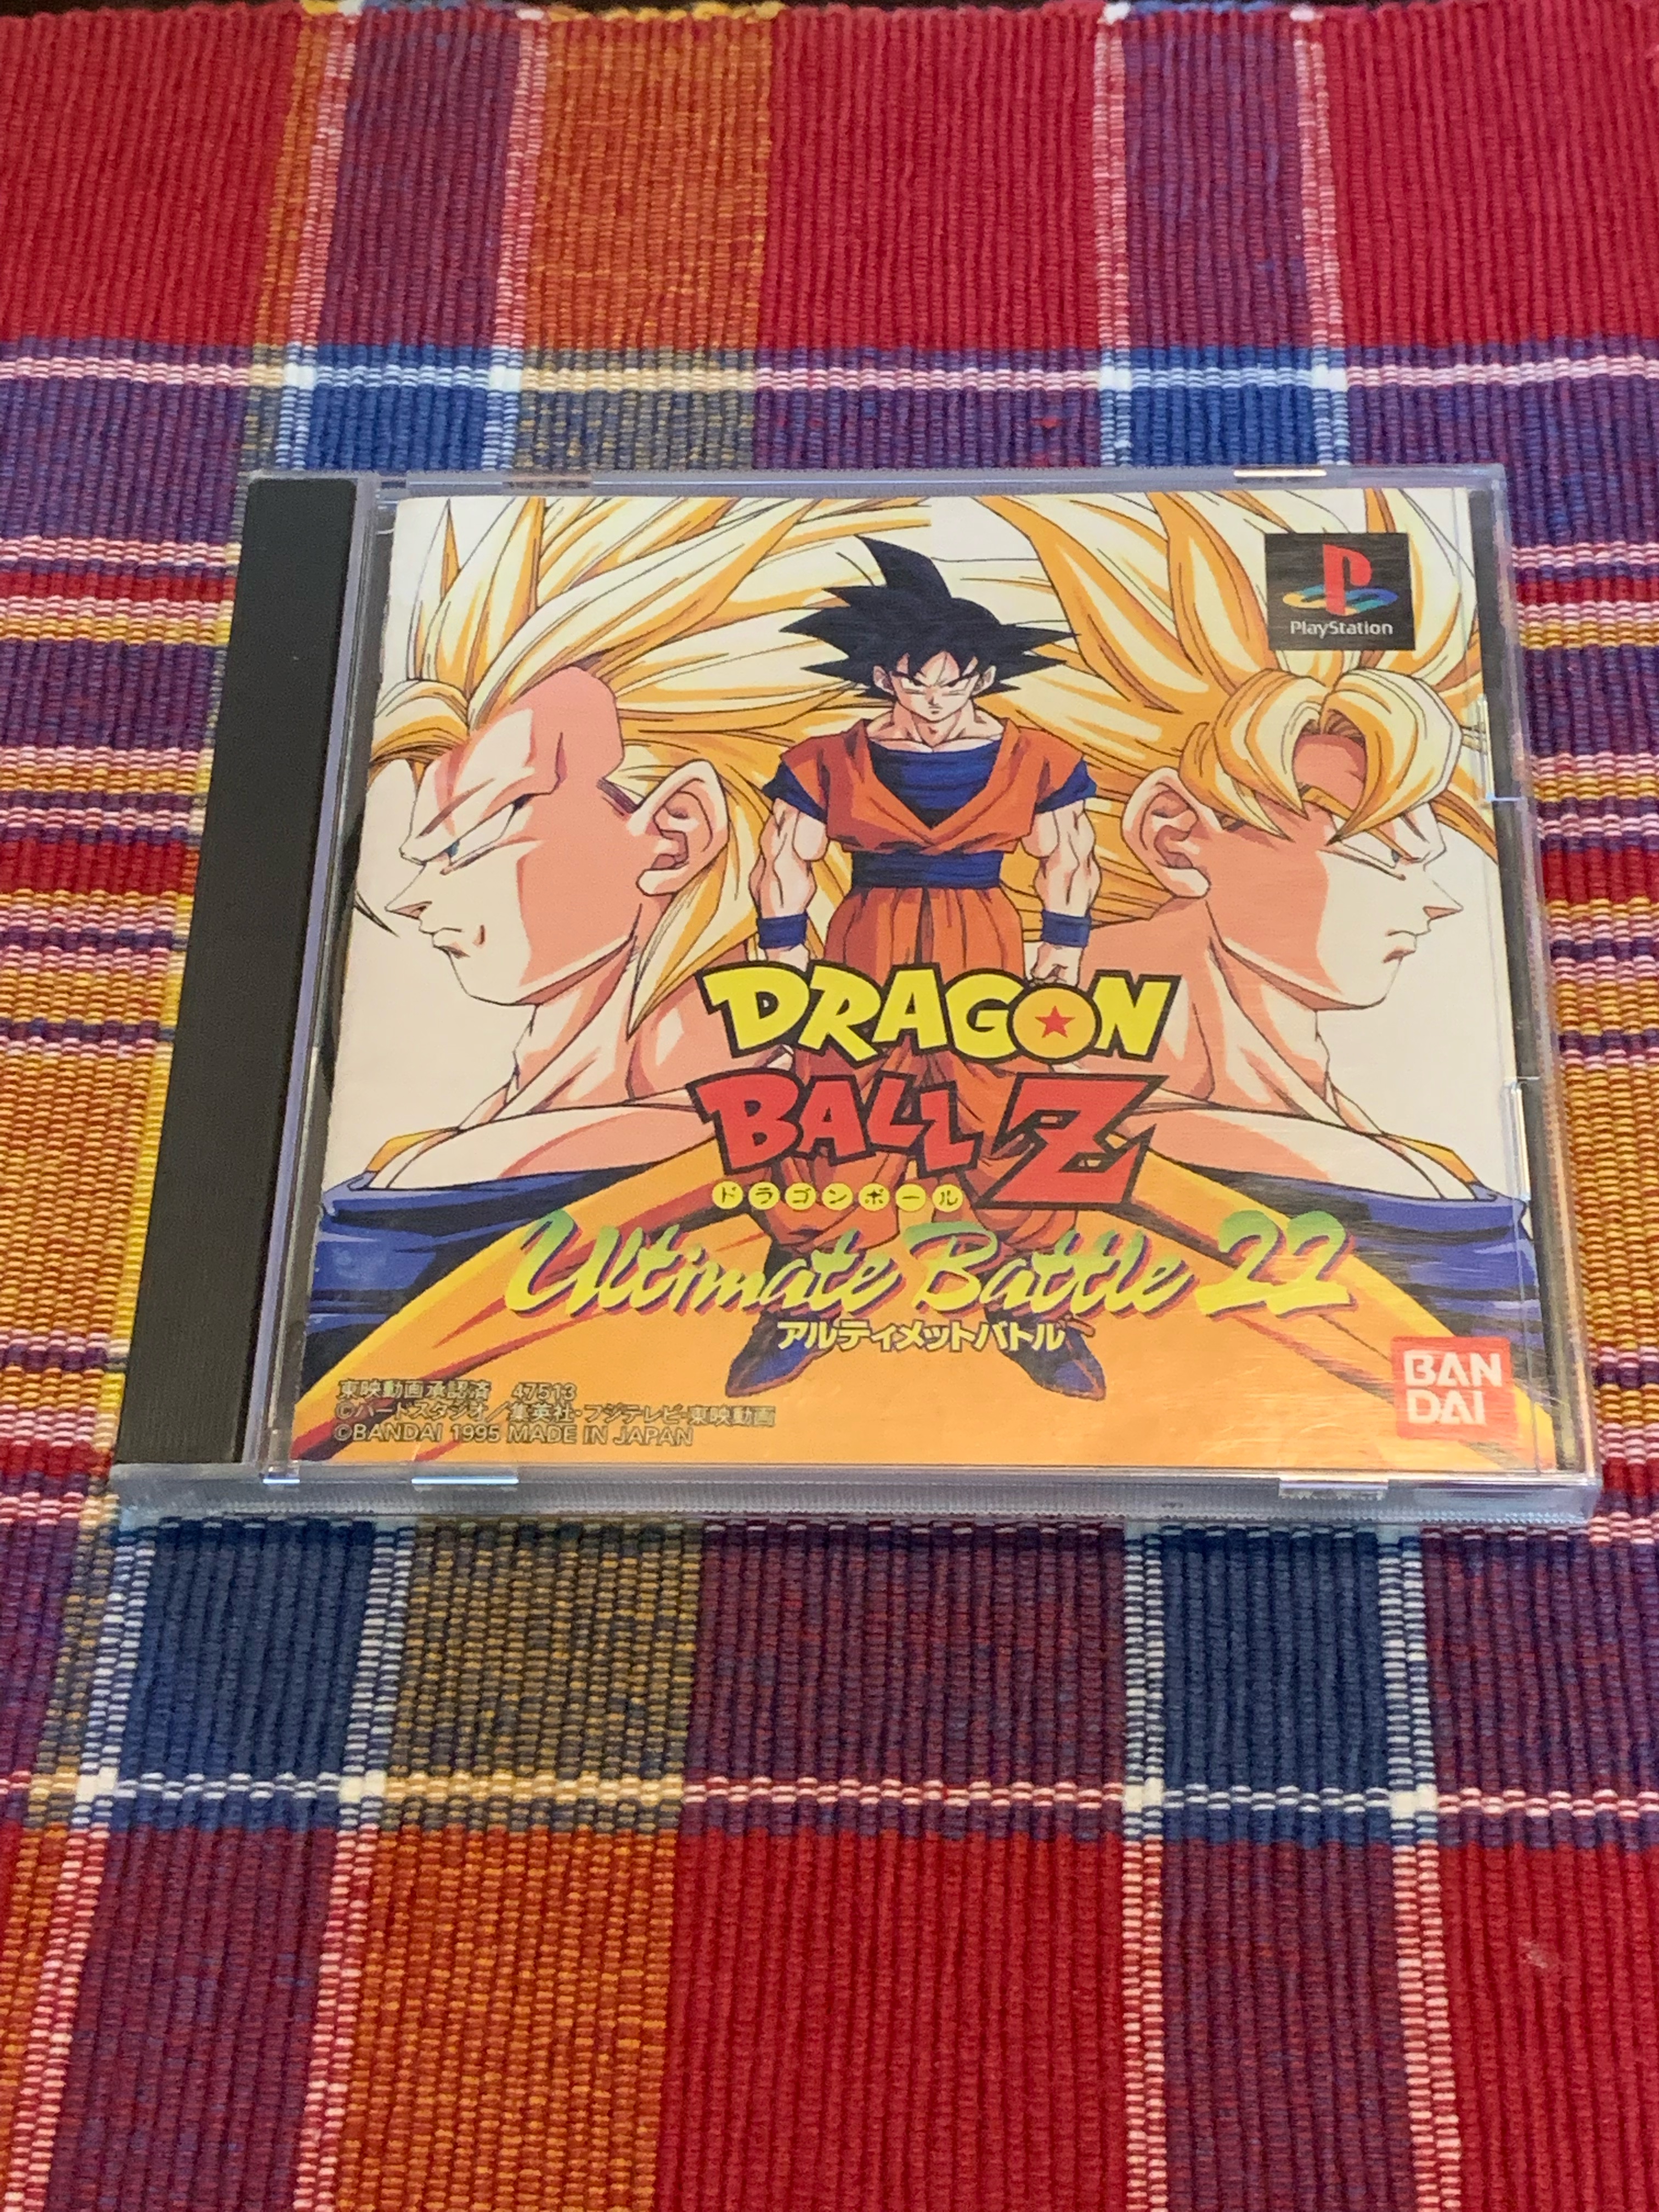 PlayStation
DRAGON
BALL Z
ドラゴンボール
Ultimate Battle 22
アルティメットバトル
BAN
DAI
東映動画承認済 47513
©バードスタジオ/集英社・フジテレビ・東映動画
©BANDAI 1995 MADE IN JAPAN